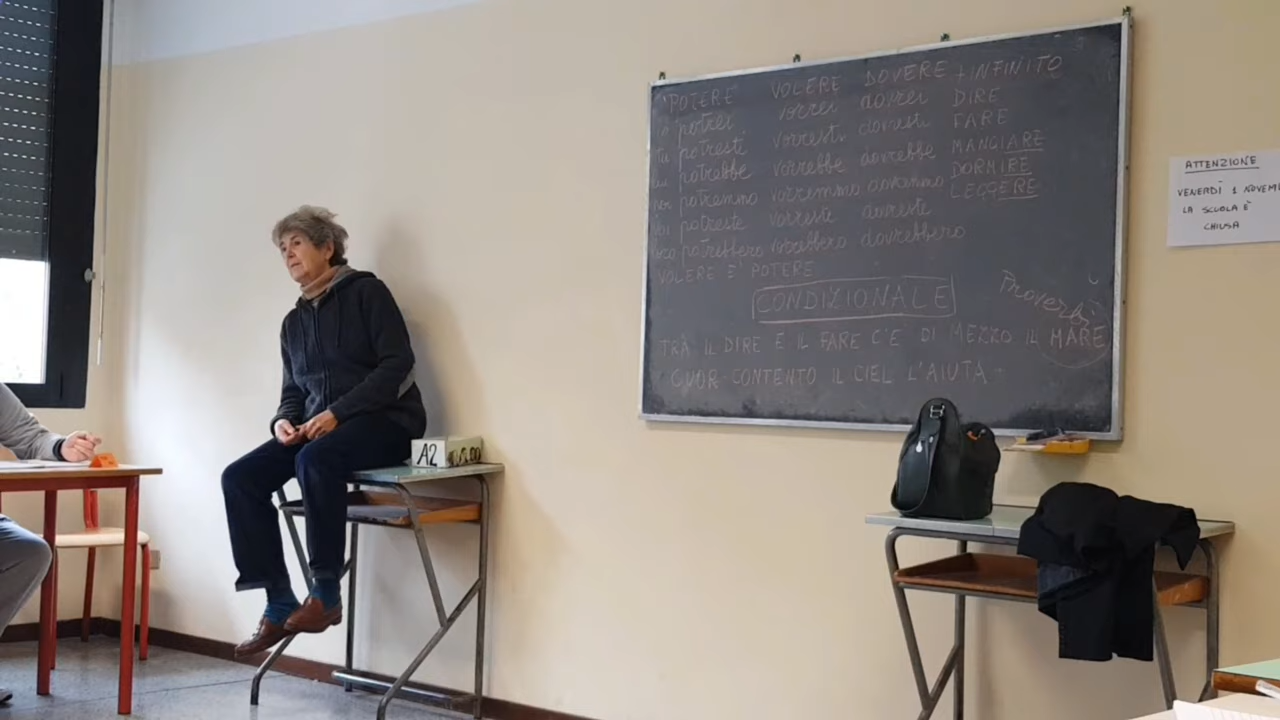 "POTERE" VOLERE DOVERE + INFINITO
io potrei vorrei dovrei DIRE
tu potresti vorresti dovresti FARE
lui potrebbe vorrebbe dovrebbe MANGIARE
noi potremmo vorremmo dovremmo DORMIRE
voi potreste vorreste dovreste LEGGERE
loro potrebbero vorrebbero dovrebbero
VOLERE E' POTERE
CONDIZIONALE
Proverbi
TRA IL DIRE E IL FARE C'E' DI MEZZO IL MARE
CUOR CONTENTO IL CIEL L'AIUTA
ATTENZIONE
VENERDÌ 1 NOVEM
LA SCUOLA È
CHIUSA
A2